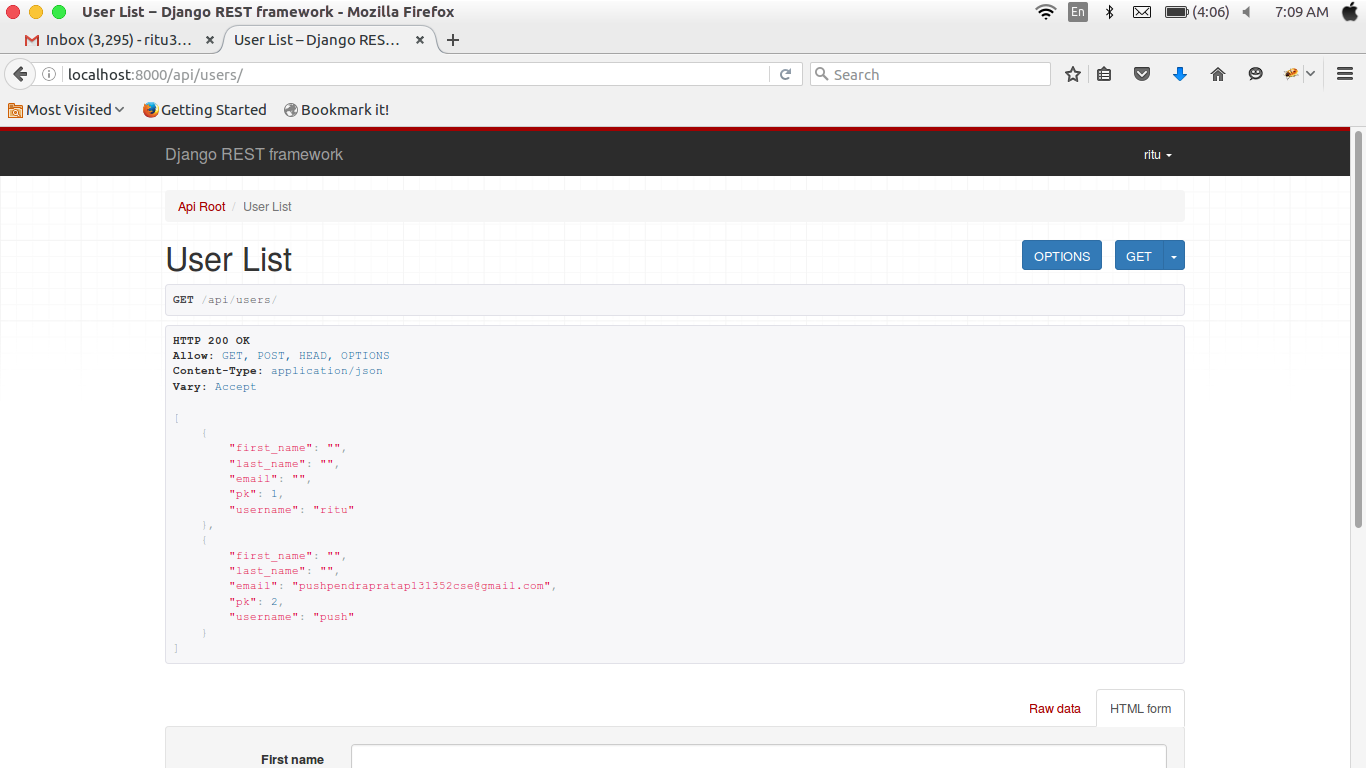 User List – Django REST framework - Mozilla Firefox
En
(4:06)
7:09 AM
Inbox (3,295) - ritu3... ×
User List – Django RES... × +
localhost:8000/api/users/
Search
Most Visited
Getting Started
Bookmark it!
Django REST framework
ritu
Api Root / User List
User List
OPTIONS
GET
GET /api/users/
HTTP 200 OK
Allow: GET, POST, HEAD, OPTIONS
Content-Type: application/json
Vary: Accept
[
{
"first_name": "",
"last_name": "",
"email": "",
"pk": 1,
"username": "ritu"
},
{
"first_name": "",
"last_name": "",
"email": "pushpendrapratap131352cse@gmail.com",
"pk": 2,
"username": "push"
}
]
Raw data
HTML form
First name